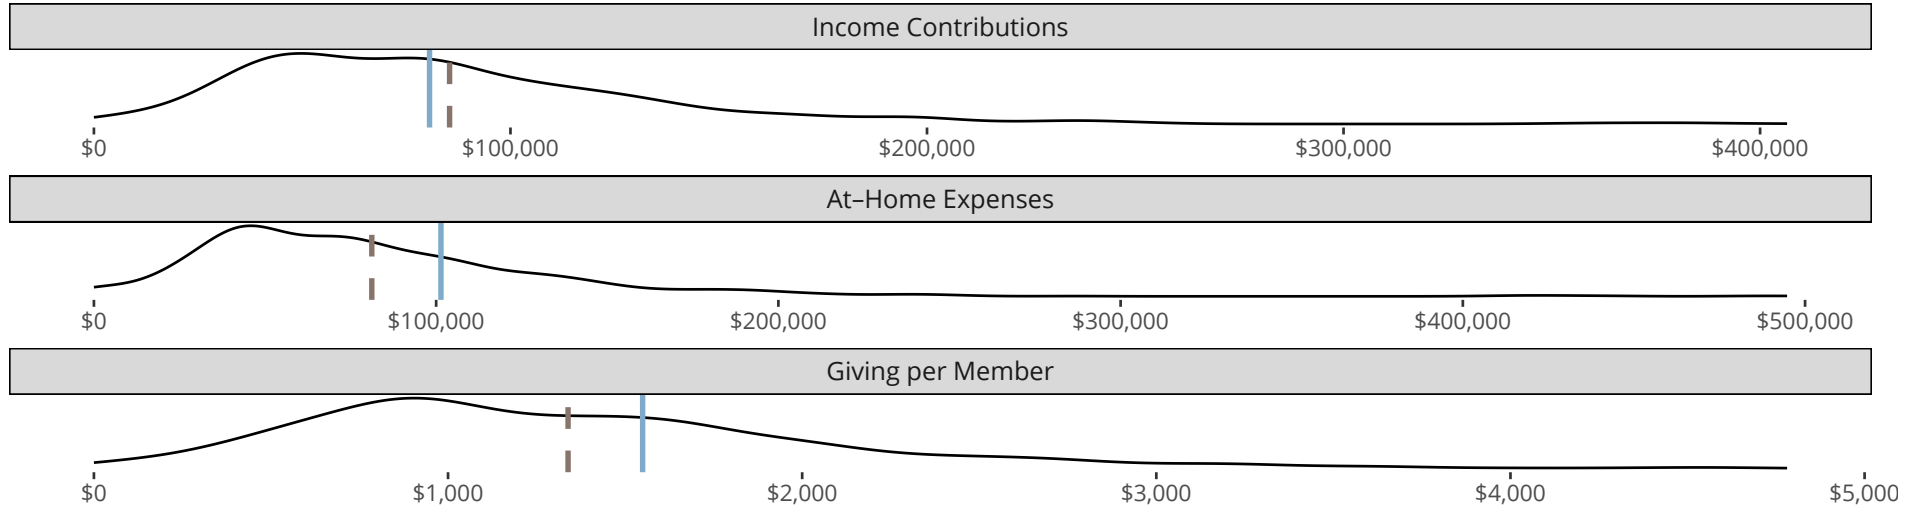 Income Contributions
$0 $100,000 $200,000 $300,000 $400,000
At–Home Expenses
$0 $100,000 $200,000 $300,000 $400,000 $500,000
Giving per Member
$0 $1,000 $2,000 $3,000 $4,000 $5,000